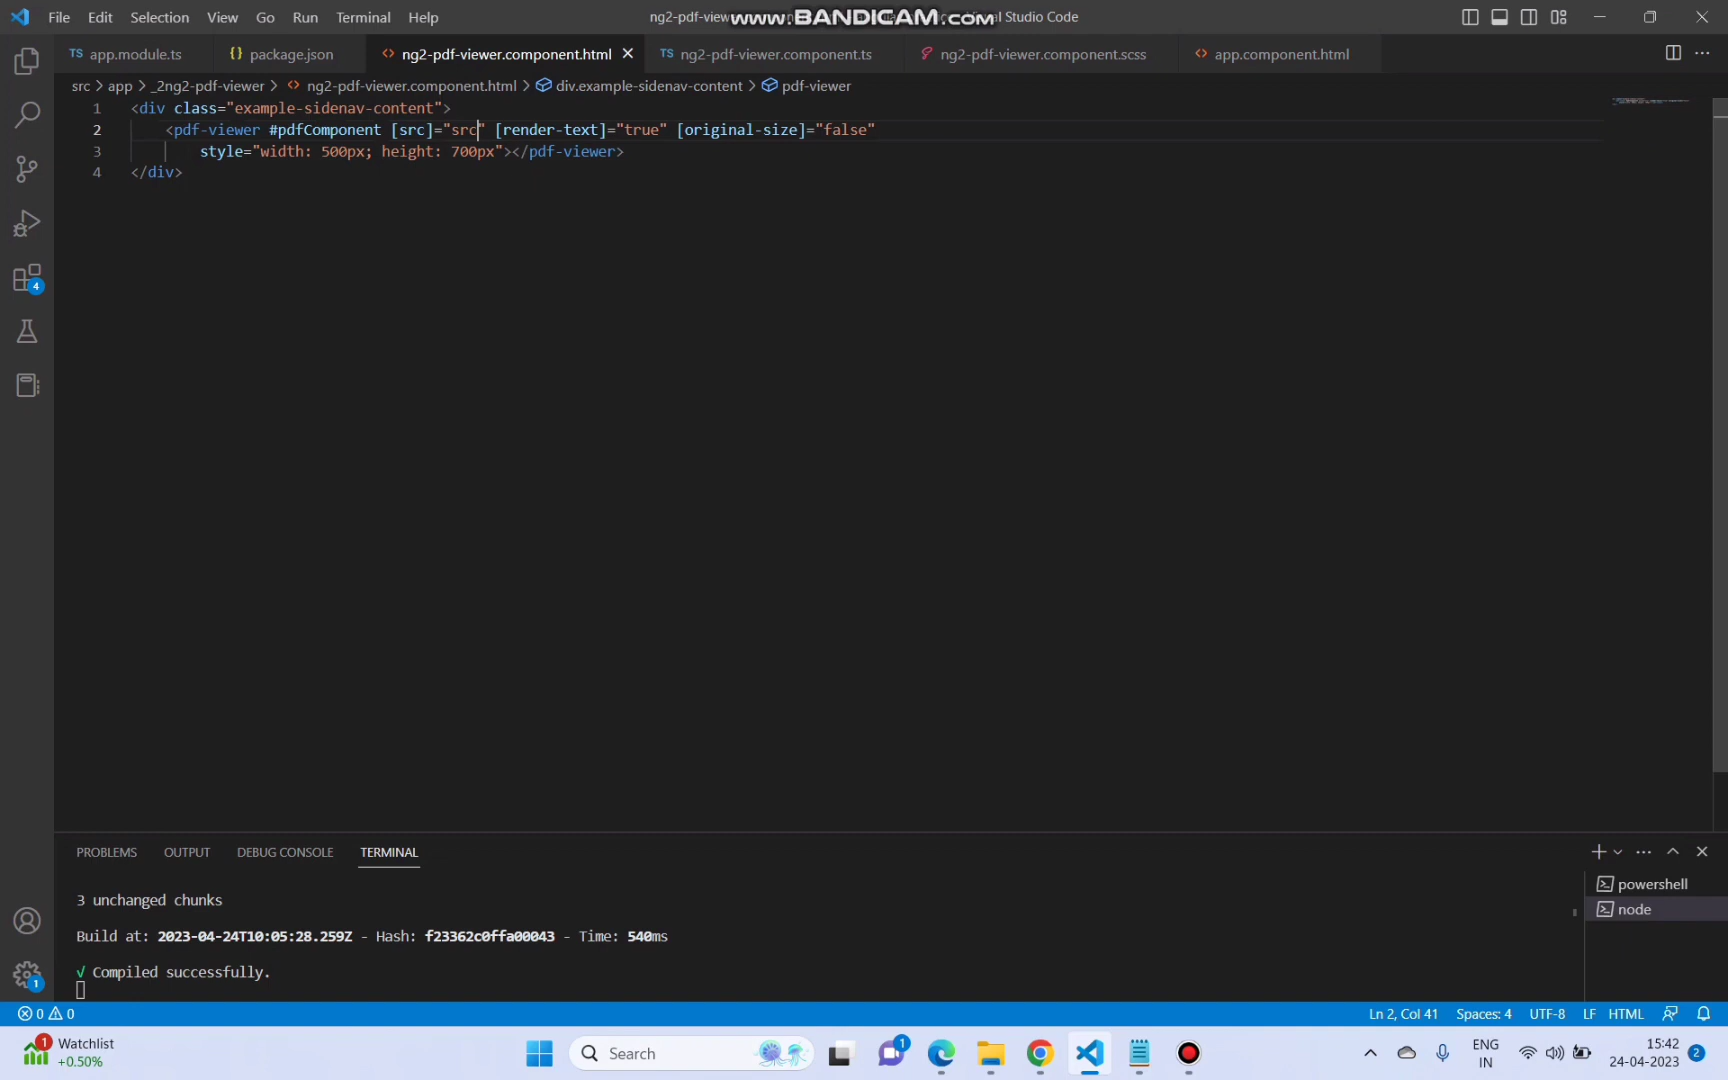 File Edit Selection View Go Run Terminal Help
www.BANDICAM.com
TS app.module.ts
{} package.json
<> ng2-pdf-viewer.component.html
TS ng2-pdf-viewer.component.ts
ng2-pdf-viewer.component.scss
<> app.component.html
src > app > _2ng2-pdf-viewer > <> ng2-pdf-viewer.component.html > div.example-sidenav-content > pdf-viewer
1 <div class="example-sidenav-content">
2 <pdf-viewer #pdfComponent [src]="src" [render-text]="true" [original-size]="false"
3 style="width: 500px; height: 700px"></pdf-viewer>
4 </div>
4
1
PROBLEMS OUTPUT DEBUG CONSOLE TERMINAL
3 unchanged chunks
Build at: 2023-04-24T10:05:28.259Z - Hash: f23362c0ffa00043 - Time: 540ms
√ Compiled successfully.
powershell
node
0 0
Ln 2, Col 41 Spaces: 4 UTF-8 LF HTML
1
Watchlist
+0.50%
Search
1
ENG
IN
15:42
24-04-2023
2